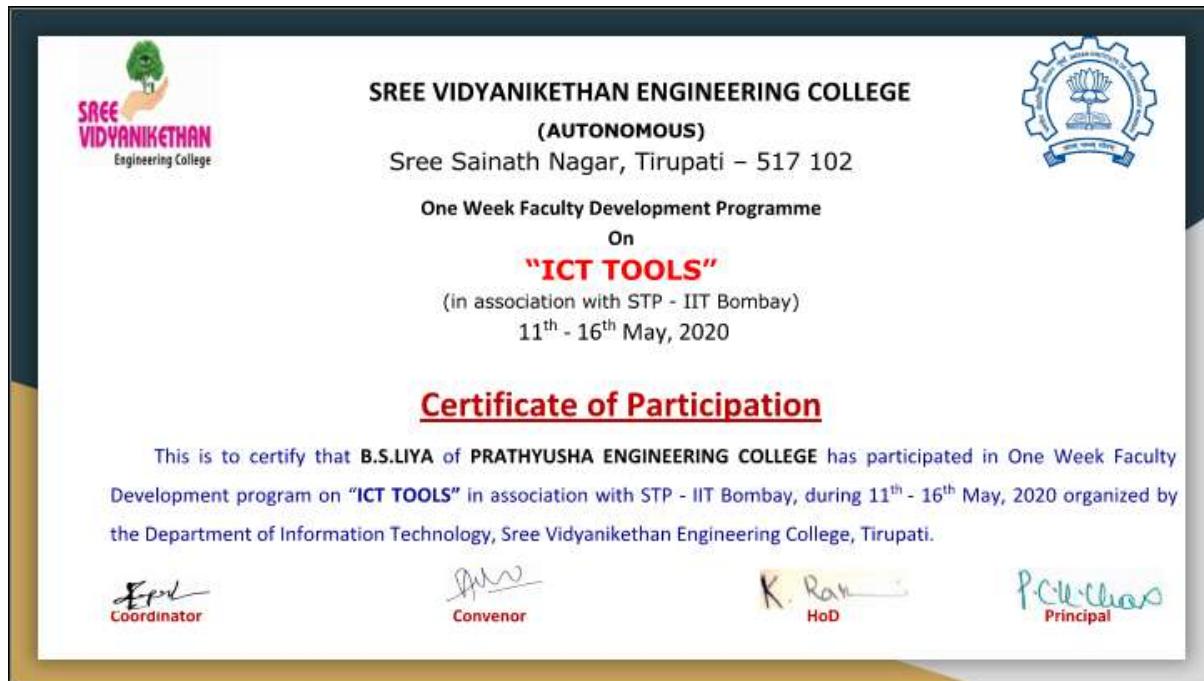 SREE
VIDYANIKETHAN
Engineering College
SREE VIDYANIKETHAN ENGINEERING COLLEGE
(AUTONOMOUS)
Sree Sainath Nagar, Tirupati – 517 102
One Week Faculty Development Programme
On
“ICT TOOLS”
(in association with STP - IIT Bombay)
11th - 16th May, 2020
Certificate of Participation
This is to certify that B.S.LIYA of PRATHYUSHA ENGINEERING COLLEGE has participated in One Week Faculty
Development program on “ICT TOOLS” in association with STP - IIT Bombay, during 11th - 16th May, 2020 organized by
the Department of Information Technology, Sree Vidyanikethan Engineering College, Tirupati.
Coordinator
Convenor
K.
HoD
Principal